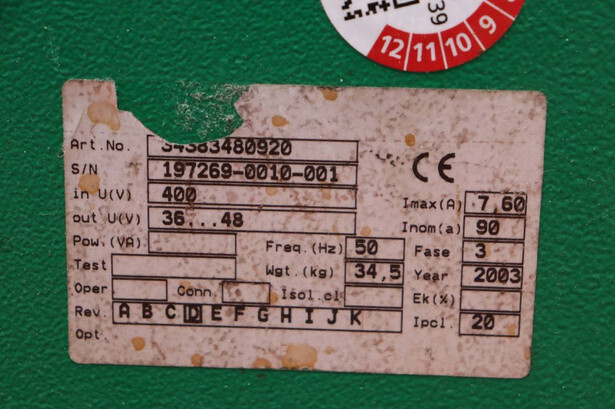 39
12 11 10 9
Art.No. 34383480920
S/N 197269-0010-001
CE
in U(V) 400
Imax(A) 7,60
out U(V) 36...48
Inom(a) 90
Pow.(VA)
Freq.(Hz) 50
Fase 3
Test
Wgt.(kg) 34,5
Year 2003
Oper
Conn.
Isol.cl
Ek(%)
Rev. A B C D E F G H I J K
Ipcl. 20
Opt.